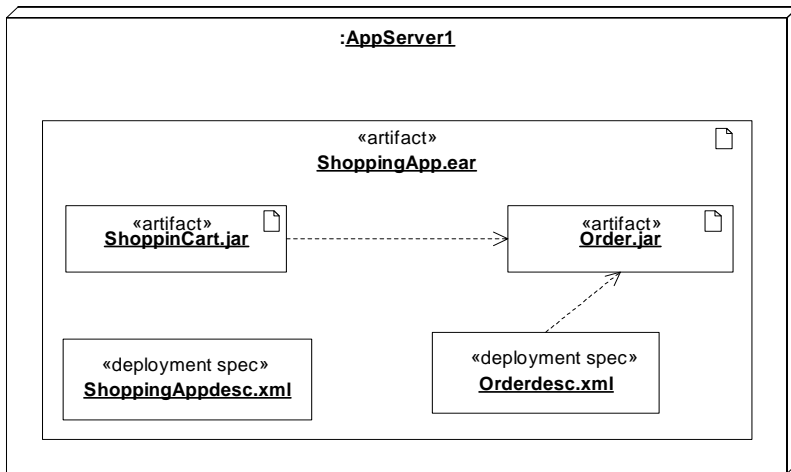 :AppServer1
«artifact»
ShoppingApp.ear
«artifact»
ShoppinCart.jar
«artifact»
Order.jar
«deployment spec»
ShoppingAppdesc.xml
«deployment spec»
Orderdesc.xml